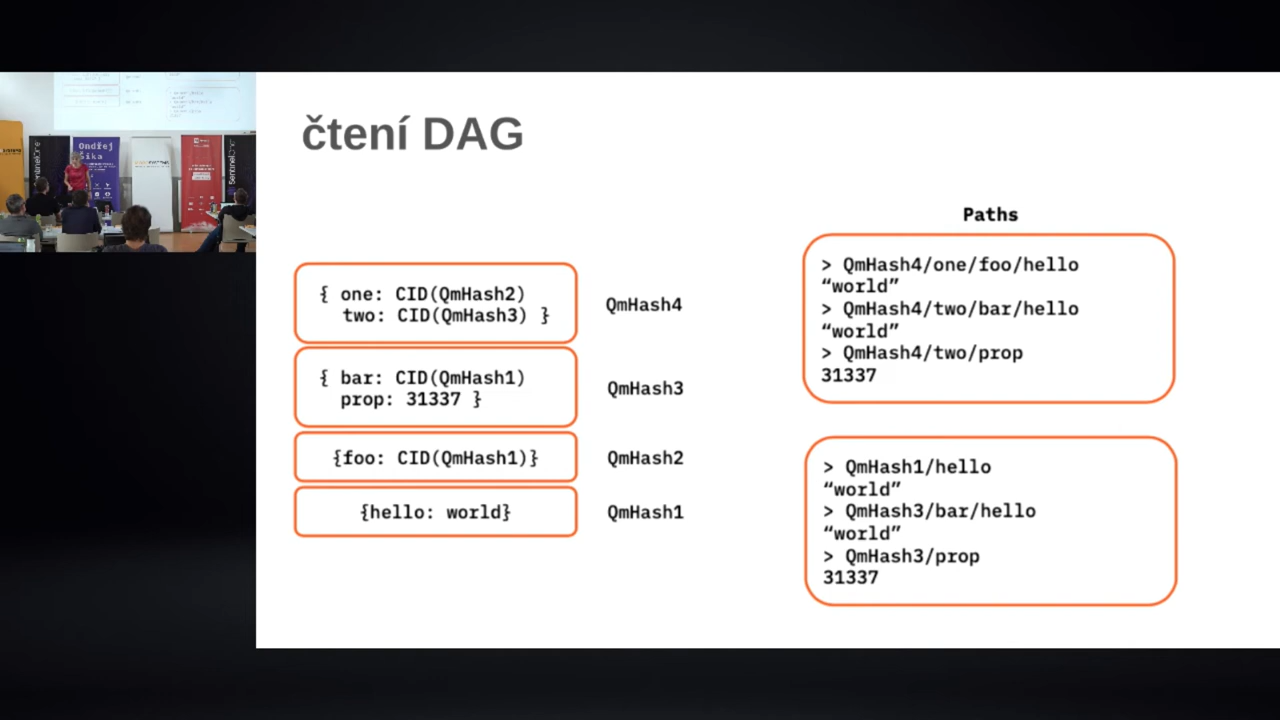 čtení DAG
{ one: CID(QmHash2)
two: CID(QmHash3) }
QmHash4
{ bar: CID(QmHash1)
prop: 31337 }
QmHash3
{foo: CID(QmHash1)}
QmHash2
{hello: world}
QmHash1
Paths
> QmHash4/one/foo/hello
“world”
> QmHash4/two/bar/hello
“world”
> QmHash4/two/prop
31337
> QmHash1/hello
“world”
> QmHash3/bar/hello
“world”
> QmHash3/prop
31337
Ondřej
Šika
SentinelOne